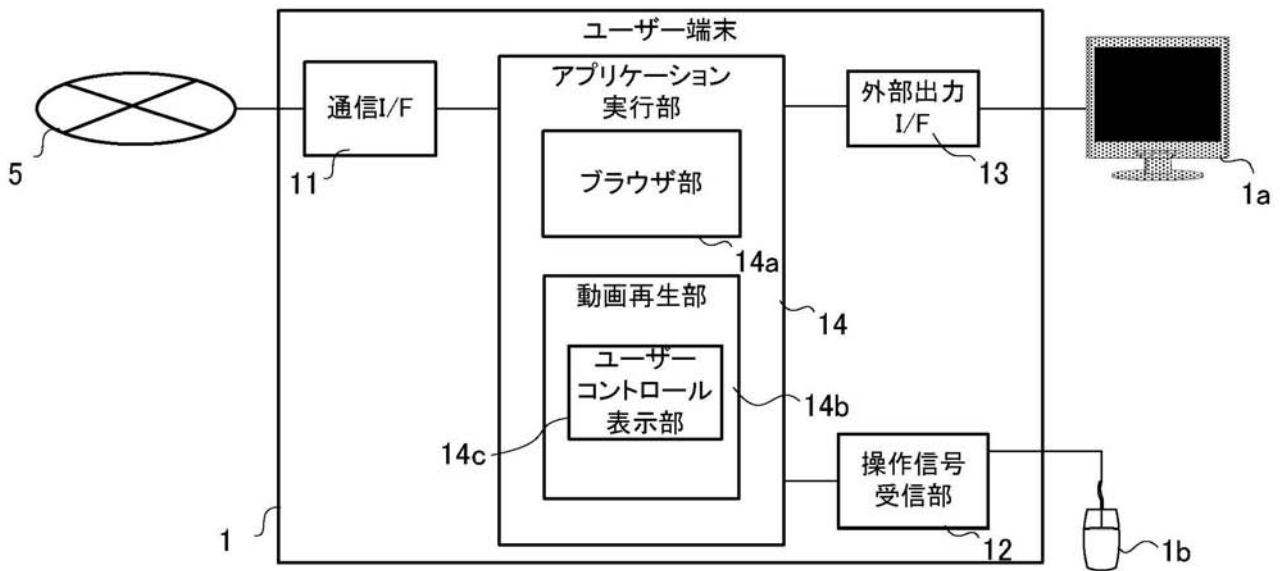 ユーザー端末
アプリケーション
実行部
通信I/F
外部出力
I/F
5
11
13
1a
ブラウザ部
14a
動画再生部
14
ユーザー
コントロール
表示部
14b
14c
操作信号
受信部
1
12
1b